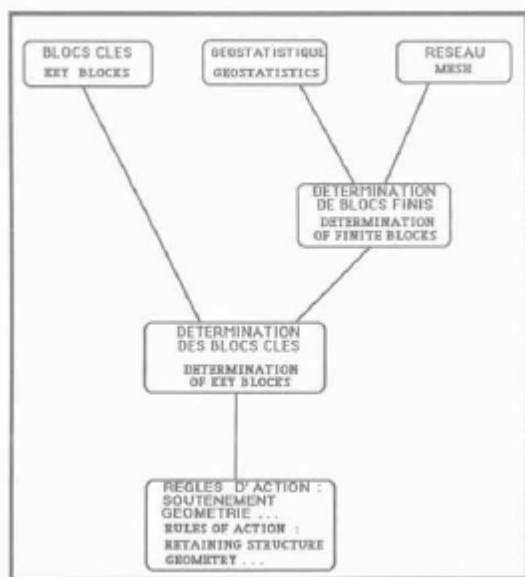 BLOCS CLES
KEY BLOCKS
GEOSTATISTIQUE
GEOSTATISTICS
RESEAU
MESH
DETERMINATION
DE BLOCS FINIS
DETERMINATION
OF FINITE BLOCKS
DETERMINATION
DES BLOCS CLES
DETERMINATION
OF KEY BLOCKS
REGLES D'ACTION :
SOUTENEMENT
GEOMETRIE ...
RULES OF ACTION :
RETAINING STRUCTURE
GEOMETRY ...